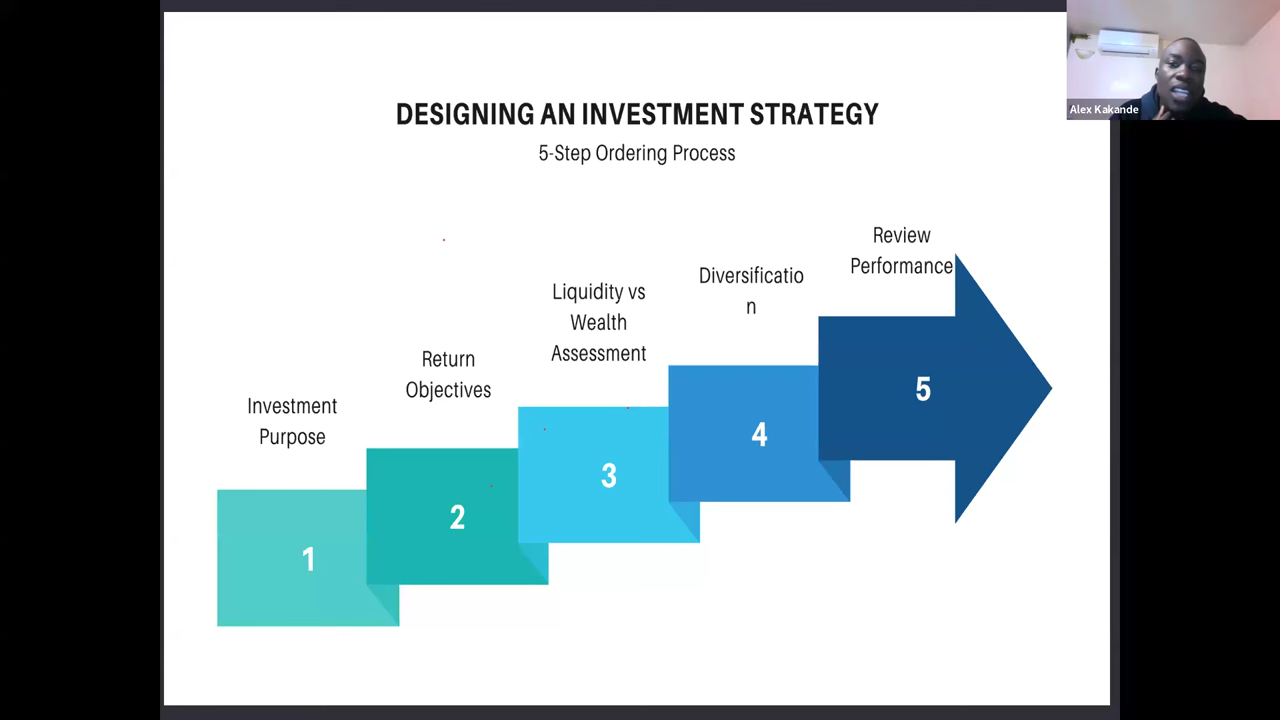 Alex Kakande
DESIGNING AN INVESTMENT STRATEGY
5-Step Ordering Process
Investment
Purpose
1
Return
Objectives
2
Liquidity vs
Wealth
Assessment
3
Diversificatio
n
4
Review
Performance
5